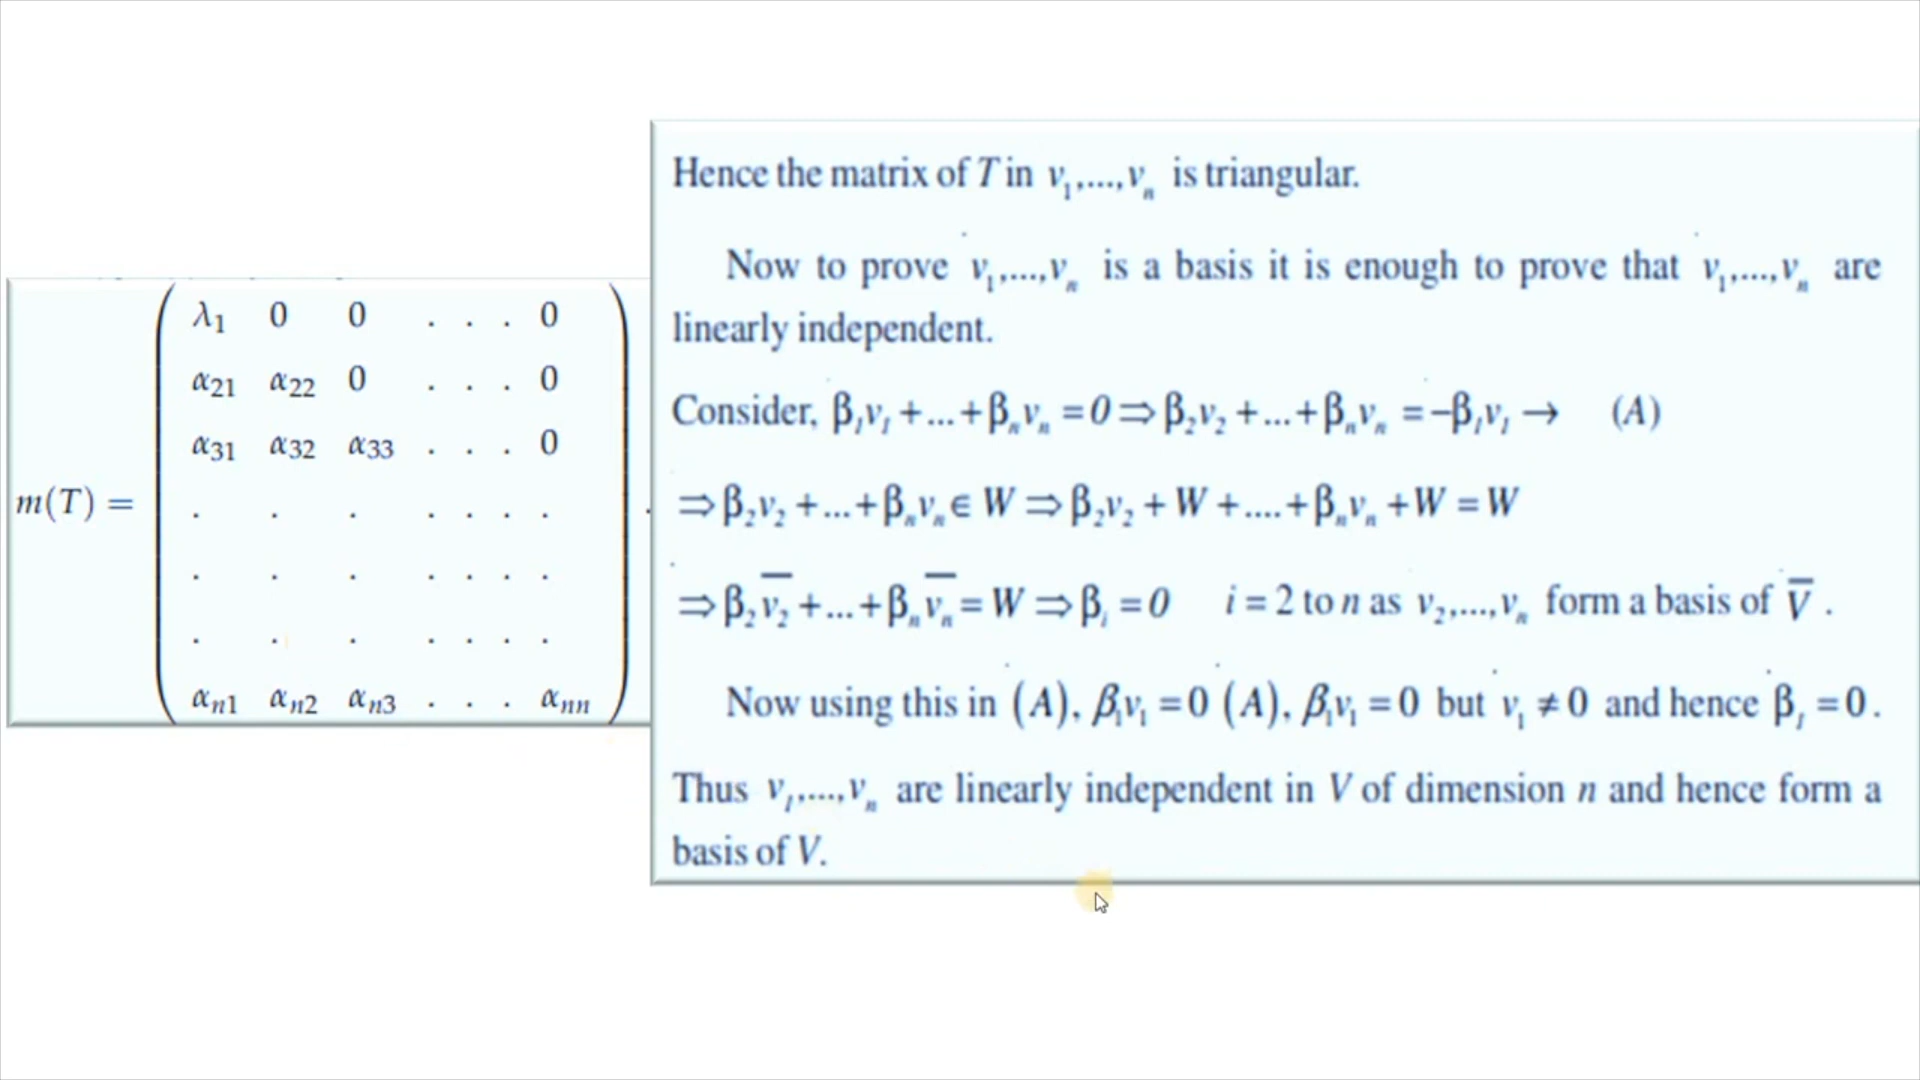 m(T) =
λ₁ 0 0 . . . 0
α₂₁ α₂₂ 0 . . . 0
α₃₁ α₃₂ α₃₃ . . . 0
. . . . . . .
. . . . . . .
. . . . . . .
αₙ₁ αₙ₂ αₙ₃ . . . αₙₙ
.
Hence the matrix of T in v₁,...,vₙ is triangular.
Now to prove v₁,...,vₙ is a basis it is enough to prove that v₁,...,vₙ are
linearly independent.
Consider, β₁v₁ +...+βₙvₙ =0⇒β₂v₂ +...+βₙvₙ =−β₁v₁ → (A)
⇒β₂v₂ +...+βₙvₙ∈ W ⇒β₂v₂ + W +....+βₙvₙ +W = W
⇒β₂v̅₂ +...+βₙv̅ₙ = W ⇒βᵢ =0 i = 2 to n as v₂,...,vₙ form a basis of V̅ .
Now using this in (A), β₁v₁ =0 (A), β₁v₁ =0 but v₁ ≠0 and hence β₁ =0.
Thus v₁,...,vₙ are linearly independent in V of dimension n and hence form a
basis of V.